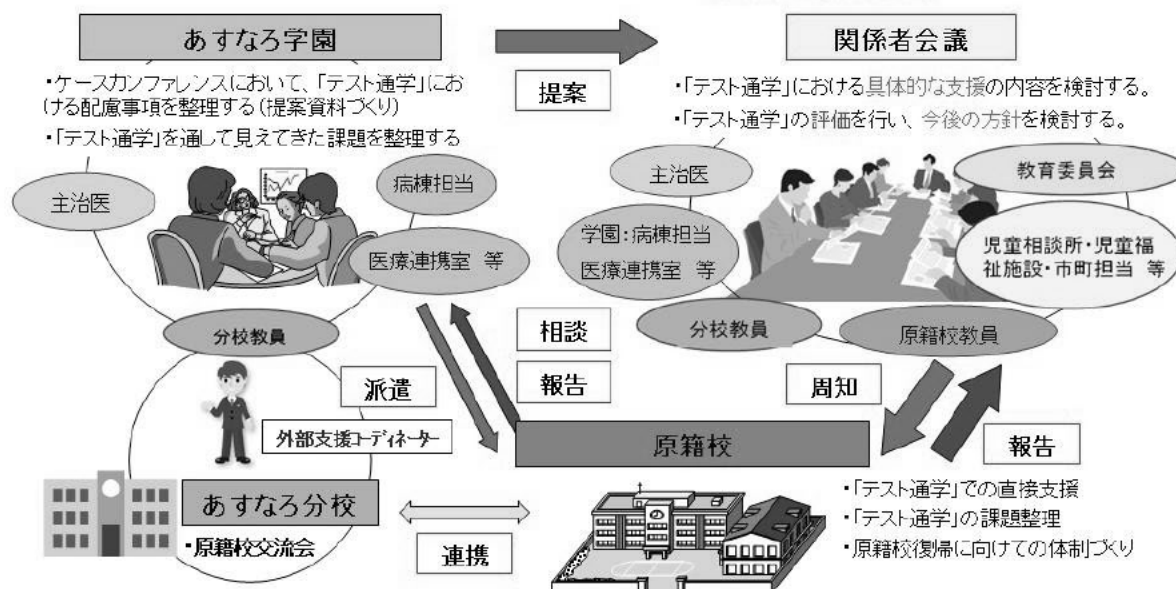 あすなろ学園
・ケースカンファレンスにおいて、「テスト通学」にお
ける配慮事項を整理する(提案資料づくり)
・「テスト通学」を通して見えてきた課題を整理する
主治医
病棟担当
医療連携室 等
分校教員
提案
関係者会議
・「テスト通学」における具体的な支援の内容を検討する。
・「テスト通学」の評価を行い、今後の方針を検討する。
主治医
学園:病棟担当
医療連携室 等
分校教員
原籍校教員
教育委員会
児童相談所・児童福
祉施設・市町担当 等
相談
報告
派遣
外部支援コーディネーター
周知
報告
原籍校
・「テスト通学」での直接支援
・「テスト通学」の課題整理
・原籍校復帰に向けての体制づくり
あすなろ分校
・原籍校交流会
連携